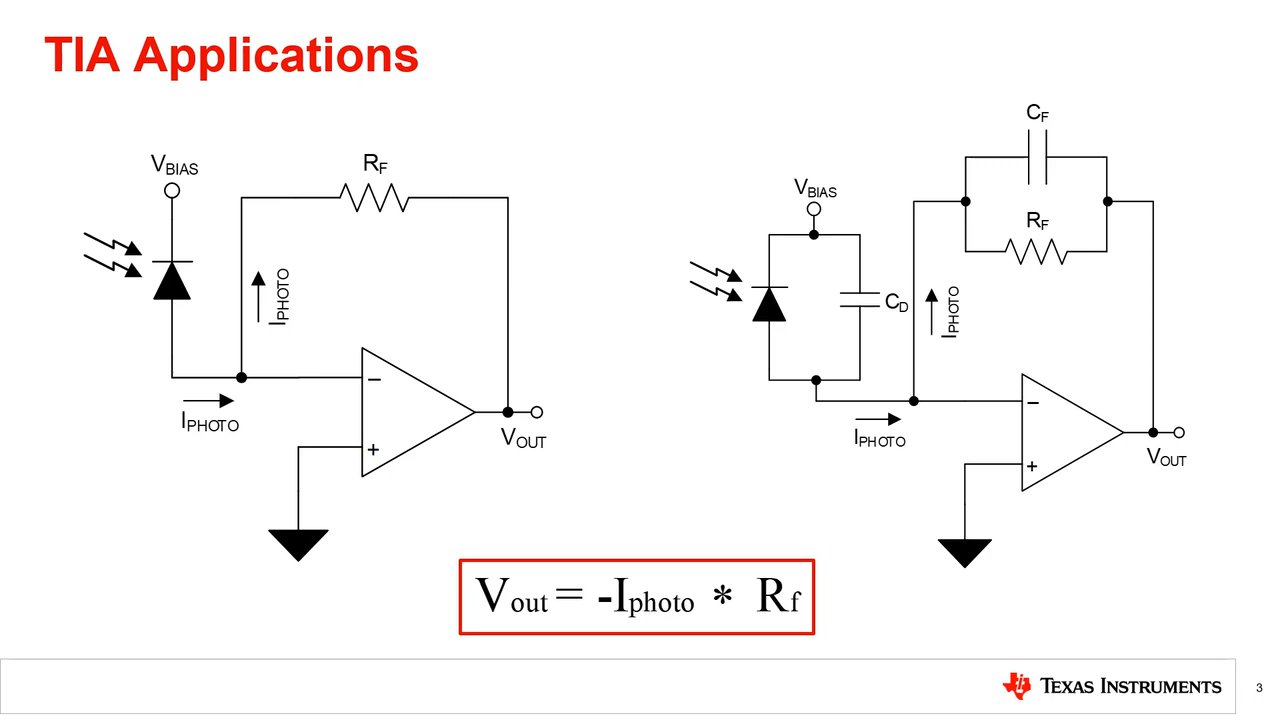 TIA Applications
VBIAS
RF
IPHOTO
IPHOTO
−
+
VOUT
CF
VBIAS
RF
CD
IPHOTO
IPHOTO
−
+
VOUT
Vout = -Iphoto * Rf
TEXAS INSTRUMENTS
3